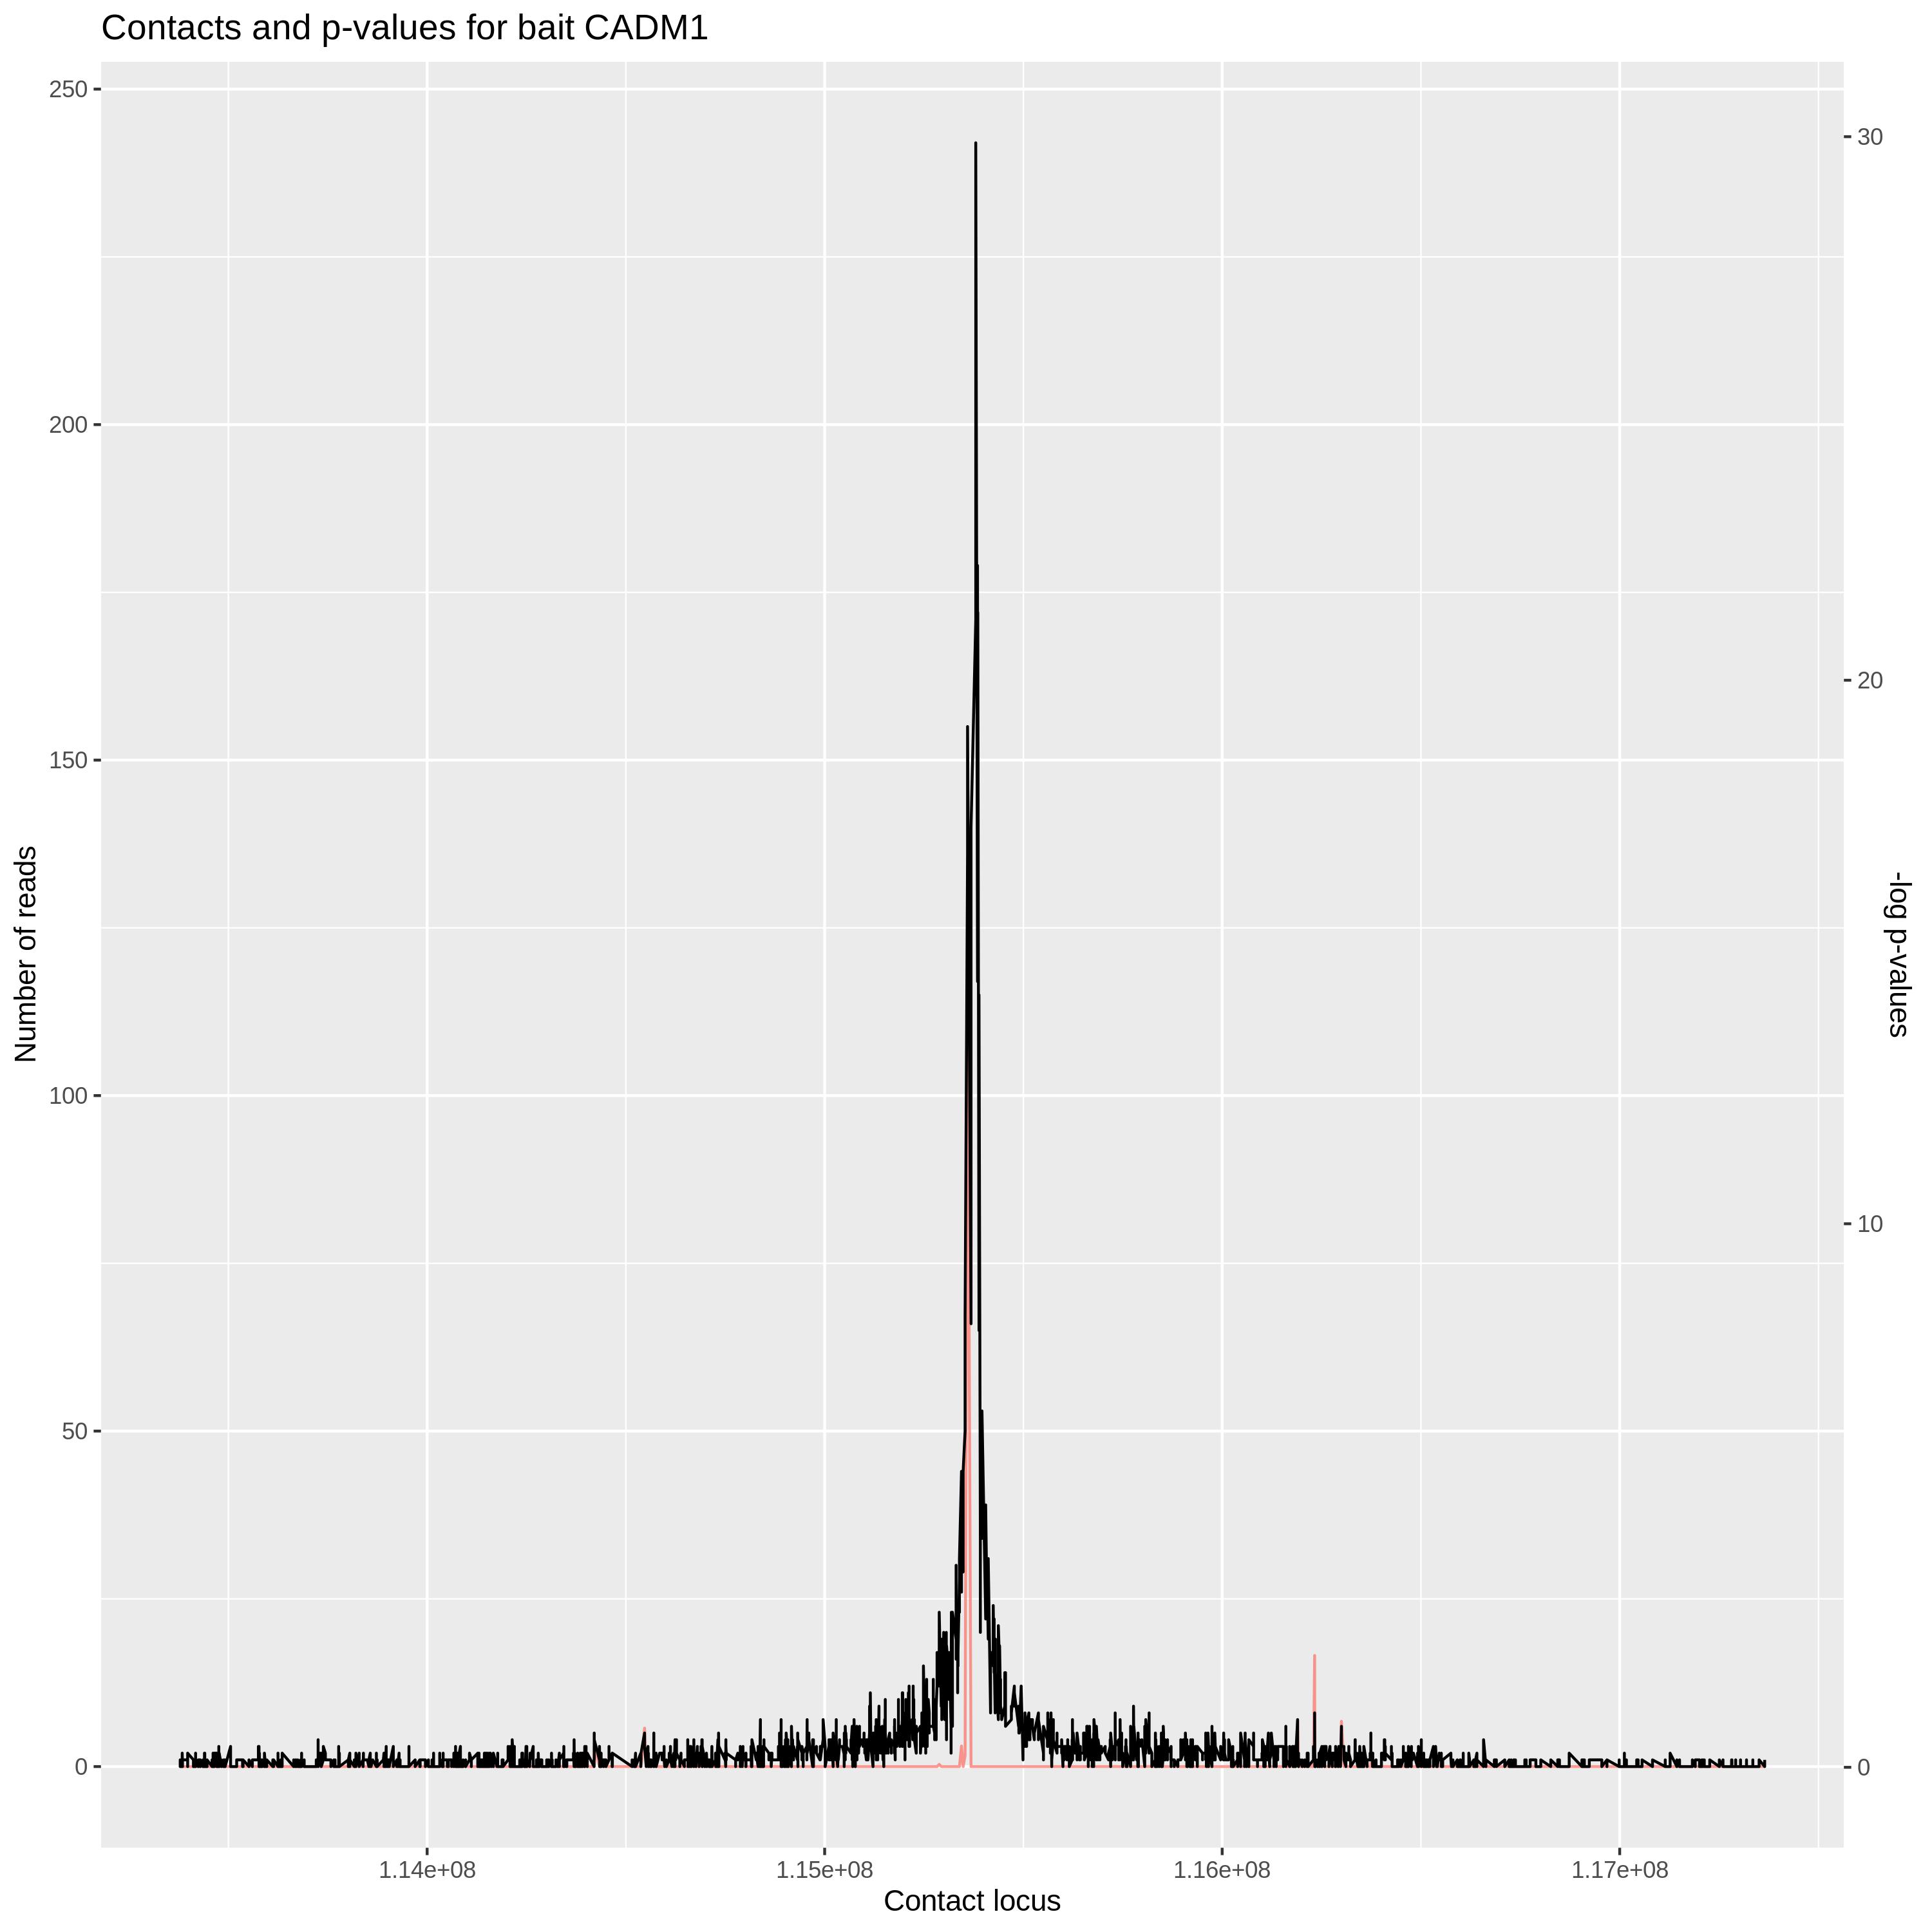 Contacts and p-values for bait CADM1
250
200
150
100
50
0
Number of reads
30
20
10
0
-log p-values
1.14e+08
1.15e+08
1.16e+08
1.17e+08
Contact locus